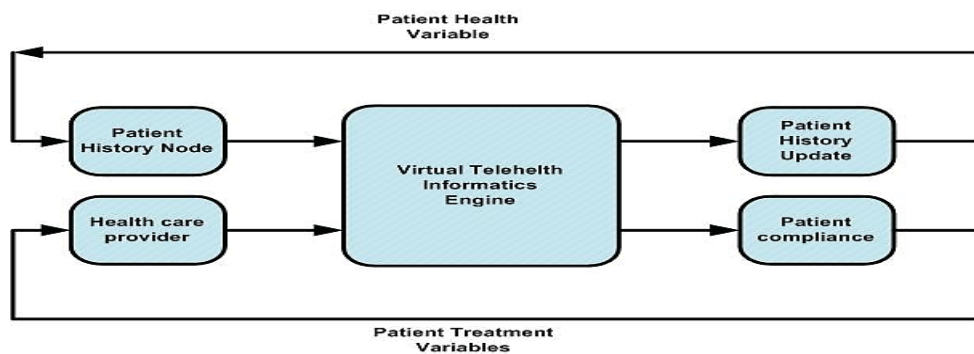 Patient Health
Variable
Patient
History Node
Virtual Telehelth
Informatics
Engine
Patient
History
Update
Health care
provider
Patient
compliance
Patient Treatment
Variables